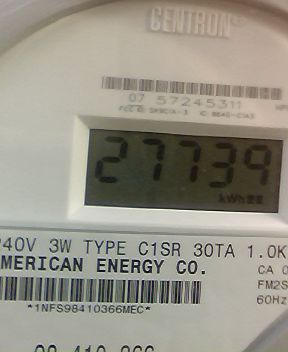 CENTRON
07 57245311
27739
kWh
240V 3W TYPE C1SR 30TA 1.0K
CA 0
AMERICAN ENERGY CO.
FM2S
60Hz
*1NFS98410366MEC*